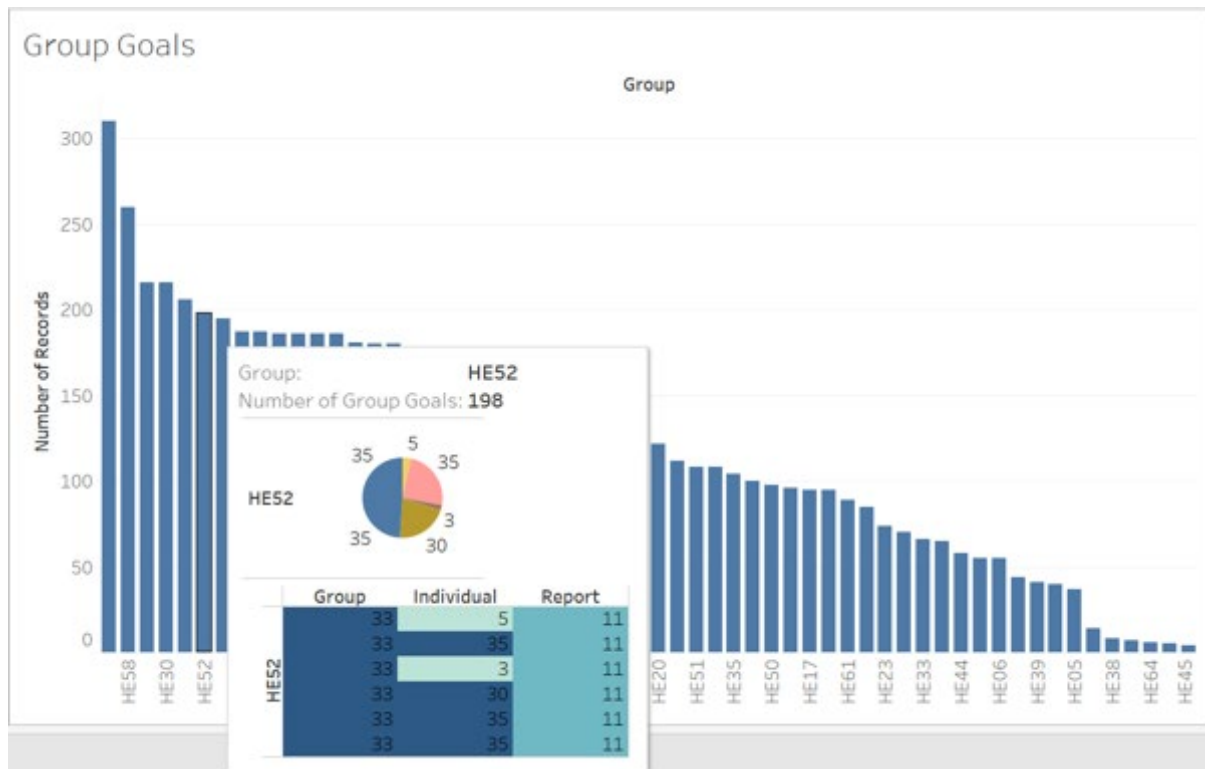 Group Goals
Group
Number of Records
300
250
200
150
100
50
0
Group: HE52
Number of Group Goals: 198
HE52
35 5 35
35 30 3
Group Individual Report
HE52
33 5 11
33 35 11
33 3 11
33 30 11
33 35 11
33 35 11
HE58 HE30 HE52 HE20 HE51 HE35 HE50 HE11 HE61 HE23 HE33 HE44 HE06 HE39 HE05 HE38 HE64 HE45